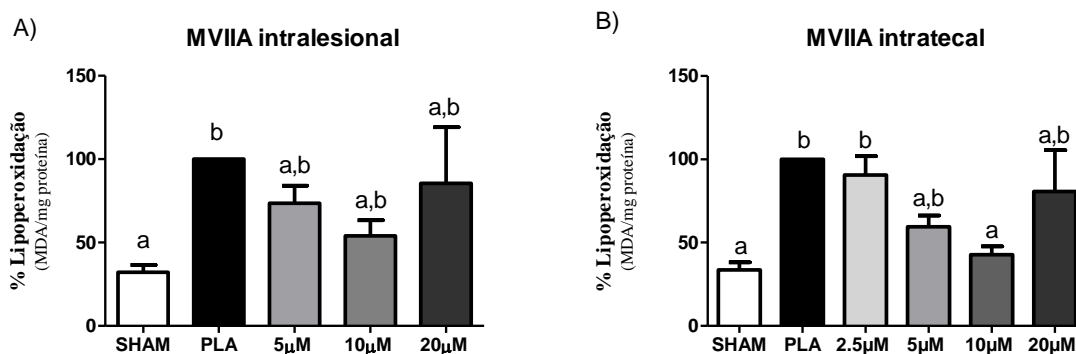 A)
MVIIA intralesional
% Lipoperoxidação
(MDA/mg proteína)
150
100
50
0
a
b
a,b
a,b
a,b
SHAM PLA 5µM 10µM 20µM
B)
MVIIA intratecal
% Lipoperoxidação
(MDA/mg proteína)
150
100
50
0
a
b
b
a,b
a
a,b
SHAM PLA 2.5µM 5µM 10µM 20µM